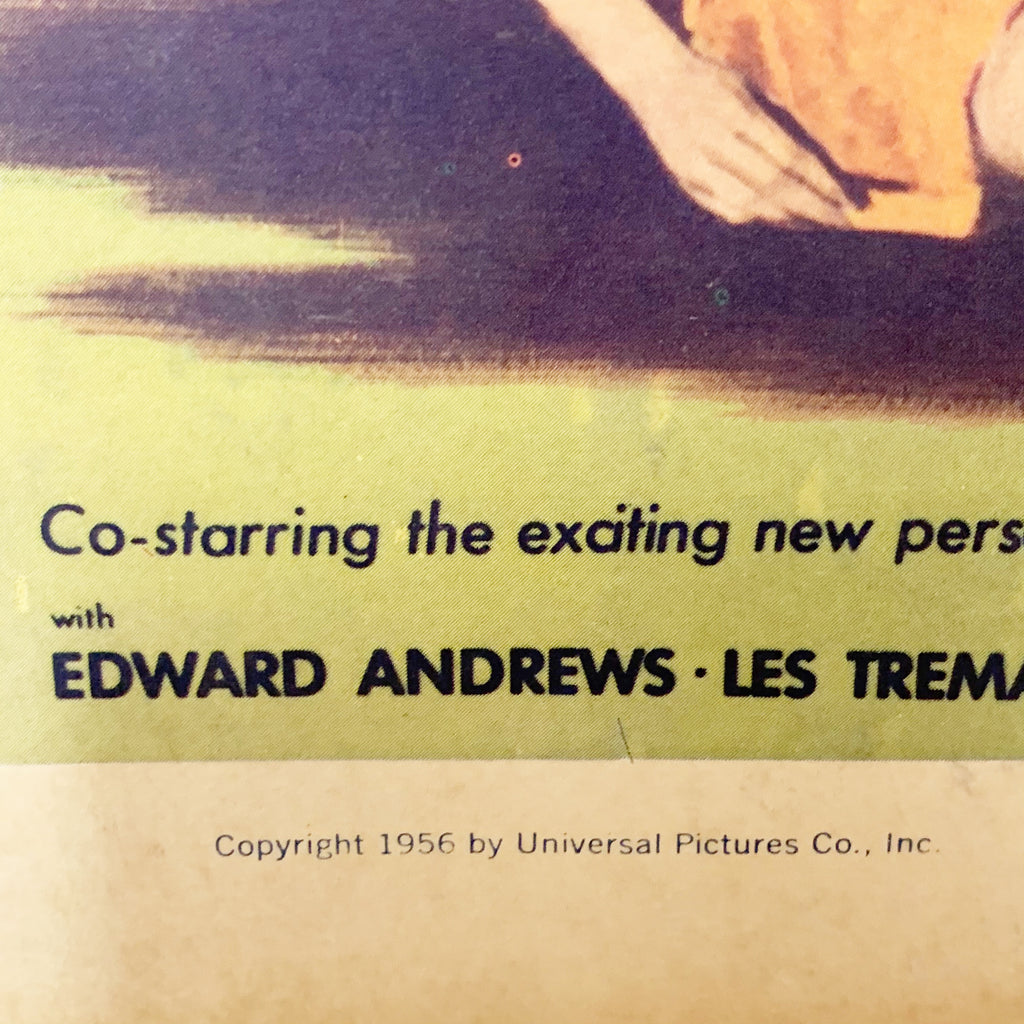 Co-starring the exciting new pers
with
EDWARD ANDREWS · LES TREMA
Copyright 1956 by Universal Pictures Co., Inc.